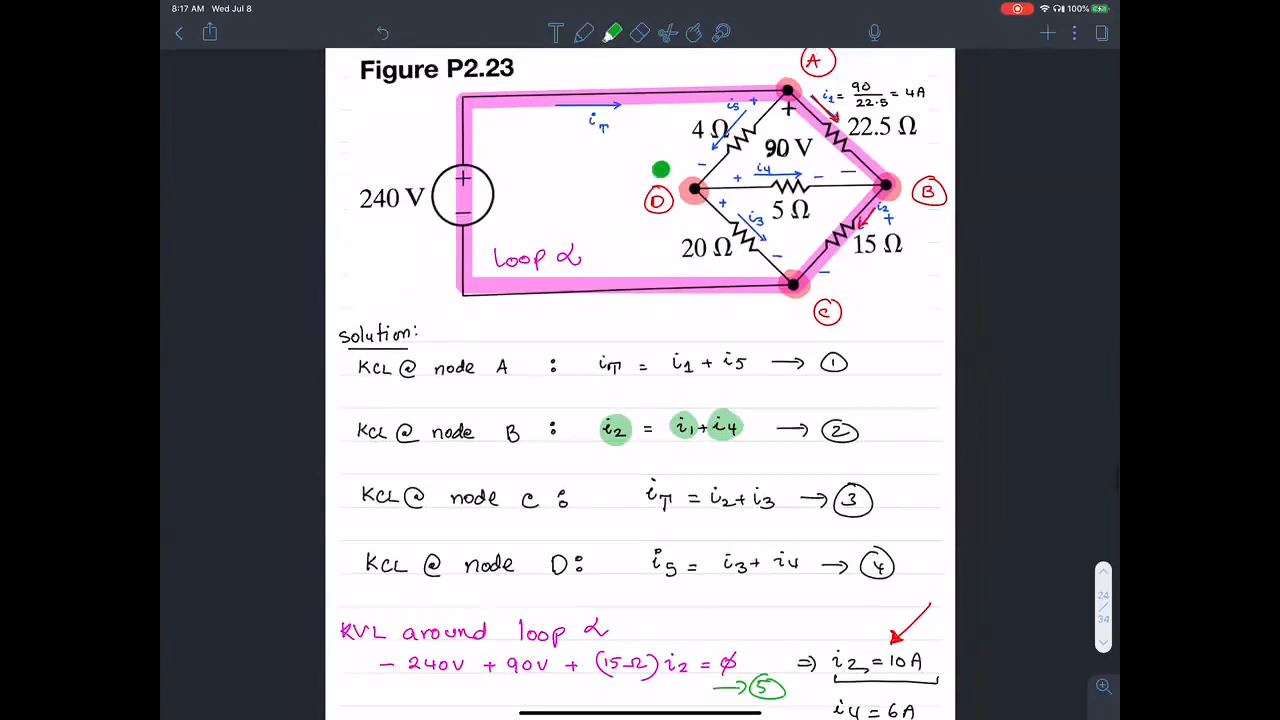 8:17 AM Wed Jul 8
100%
Figure P2.23
A
i1 = 90/22.5 = 4A
i5 +
+
iT
4 Ω
22.5 Ω
90 V
-
+ i4 - -
D
B
240 V
+
-
+
5 Ω
i2
+
i3
20 Ω
15 Ω
-
-
loop α
C
solution:
KCL @ node A : iT = i1 + i5 → 1
KCL @ node B : i2 = i1 + i4 → 2
KCL @ node C : iT = i2 + i3 → 3
KCL @ node D : i5 = i3 + i4 → 4
KVL around loop α
- 240V + 90V + (15Ω) i2 = ϕ ⇒ i2 = 10A
→ 5
i4 = 6A
24
/
34